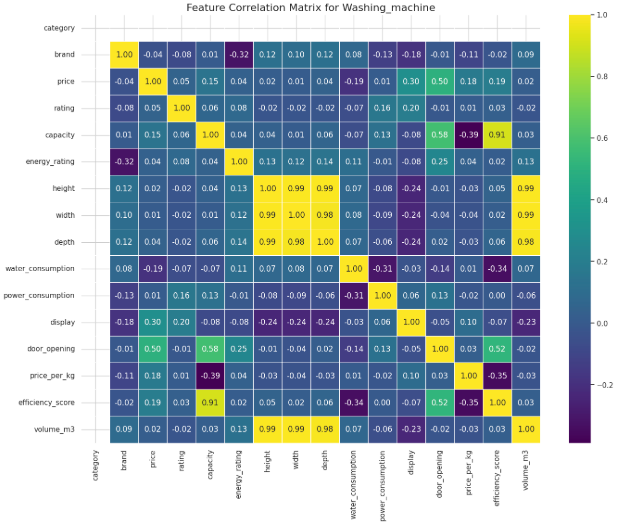 Feature Correlation Matrix for Washing_machine
category
brand 1.00 -0.04 -0.08 0.01 -0.32 0.12 0.10 0.12 0.08 -0.13 -0.18 -0.01 -0.11 -0.02 0.09
price -0.04 1.00 0.05 0.15 0.04 0.02 0.01 0.04 -0.19 0.01 0.30 0.50 0.18 0.19 0.02
rating -0.08 0.05 1.00 0.06 0.08 -0.02 -0.02 -0.02 -0.07 0.16 0.20 -0.01 0.01 0.03 -0.02
capacity 0.01 0.15 0.06 1.00 0.04 0.04 0.01 0.06 -0.07 0.13 -0.08 0.58 -0.39 0.91 0.03
energy_rating -0.32 0.04 0.08 0.04 1.00 0.13 0.12 0.14 0.11 -0.01 -0.08 0.25 0.04 0.02 0.13
height 0.12 0.02 -0.02 0.04 0.13 1.00 0.99 0.99 0.07 -0.08 -0.24 -0.01 -0.03 0.05 0.99
width 0.10 0.01 -0.02 0.01 0.12 0.99 1.00 0.98 0.08 -0.09 -0.24 -0.04 -0.04 0.02 0.99
depth 0.12 0.04 -0.02 0.06 0.14 0.99 0.98 1.00 0.07 -0.06 -0.24 0.02 -0.03 0.06 0.98
water_consumption 0.08 -0.19 -0.07 -0.07 0.11 0.07 0.08 0.07 1.00 -0.31 -0.03 -0.14 0.01 -0.34 0.07
power_consumption -0.13 0.01 0.16 0.13 -0.01 -0.08 -0.09 -0.06 -0.31 1.00 0.06 0.13 -0.02 0.00 -0.06
display -0.18 0.30 0.20 -0.08 -0.08 -0.24 -0.24 -0.24 -0.03 0.06 1.00 -0.05 0.10 -0.07 -0.23
door_opening -0.01 0.50 -0.01 0.58 0.25 -0.01 -0.04 0.02 -0.14 0.13 -0.05 1.00 0.03 0.52 -0.02
price_per_kg -0.11 0.18 0.01 -0.39 0.04 -0.03 -0.04 -0.03 0.01 -0.02 0.10 0.03 1.00 -0.35 -0.03
efficiency_score -0.02 0.19 0.03 0.91 0.02 0.05 0.02 0.06 -0.34 0.00 -0.07 0.52 -0.35 1.00 0.03
volume_m3 0.09 0.02 -0.02 0.03 0.13 0.99 0.99 0.98 0.07 -0.06 -0.23 -0.02 -0.03 0.03 1.00
category brand price rating capacity energy_rating height width depth water_consumption power_consumption display door_opening price_per_kg efficiency_score volume_m3
1.0
0.8
0.6
0.4
0.2
0.0
−0.2